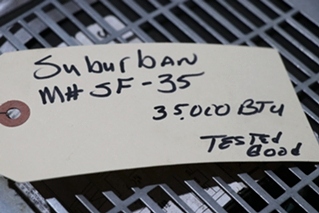 Suburban
M# SF-35
35,000 BTU
TESTED
GOOD